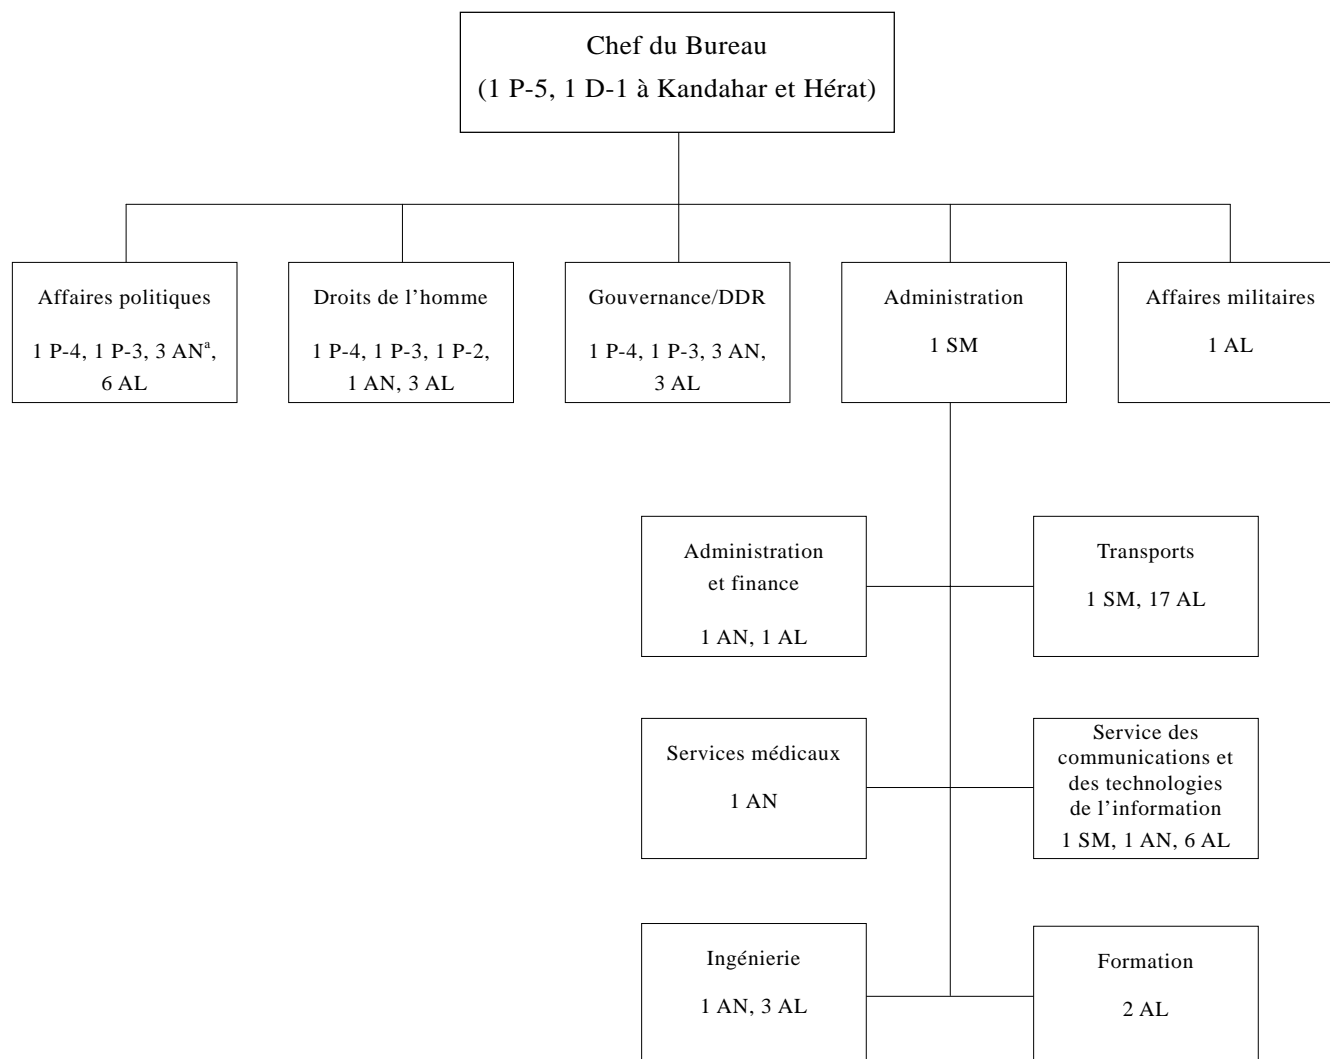 Chef du Bureau
(1 P-5, 1 D-1 à Kandahar et Hérat)
Affaires politiques
1 P-4, 1 P-3, 3 ANᵃ,
6 AL
Droits de l’homme
1 P-4, 1 P-3, 1 P-2,
1 AN, 3 AL
Gouvernance/DDR
1 P-4, 1 P-3, 3 AN,
3 AL
Administration
1 SM
Affaires militaires
1 AL
Administration
et finance
1 AN, 1 AL
Transports
1 SM, 17 AL
Services médicaux
1 AN
Service des
communications et
des technologies
de l’information
1 SM, 1 AN, 6 AL
Ingénierie
1 AN, 3 AL
Formation
2 AL